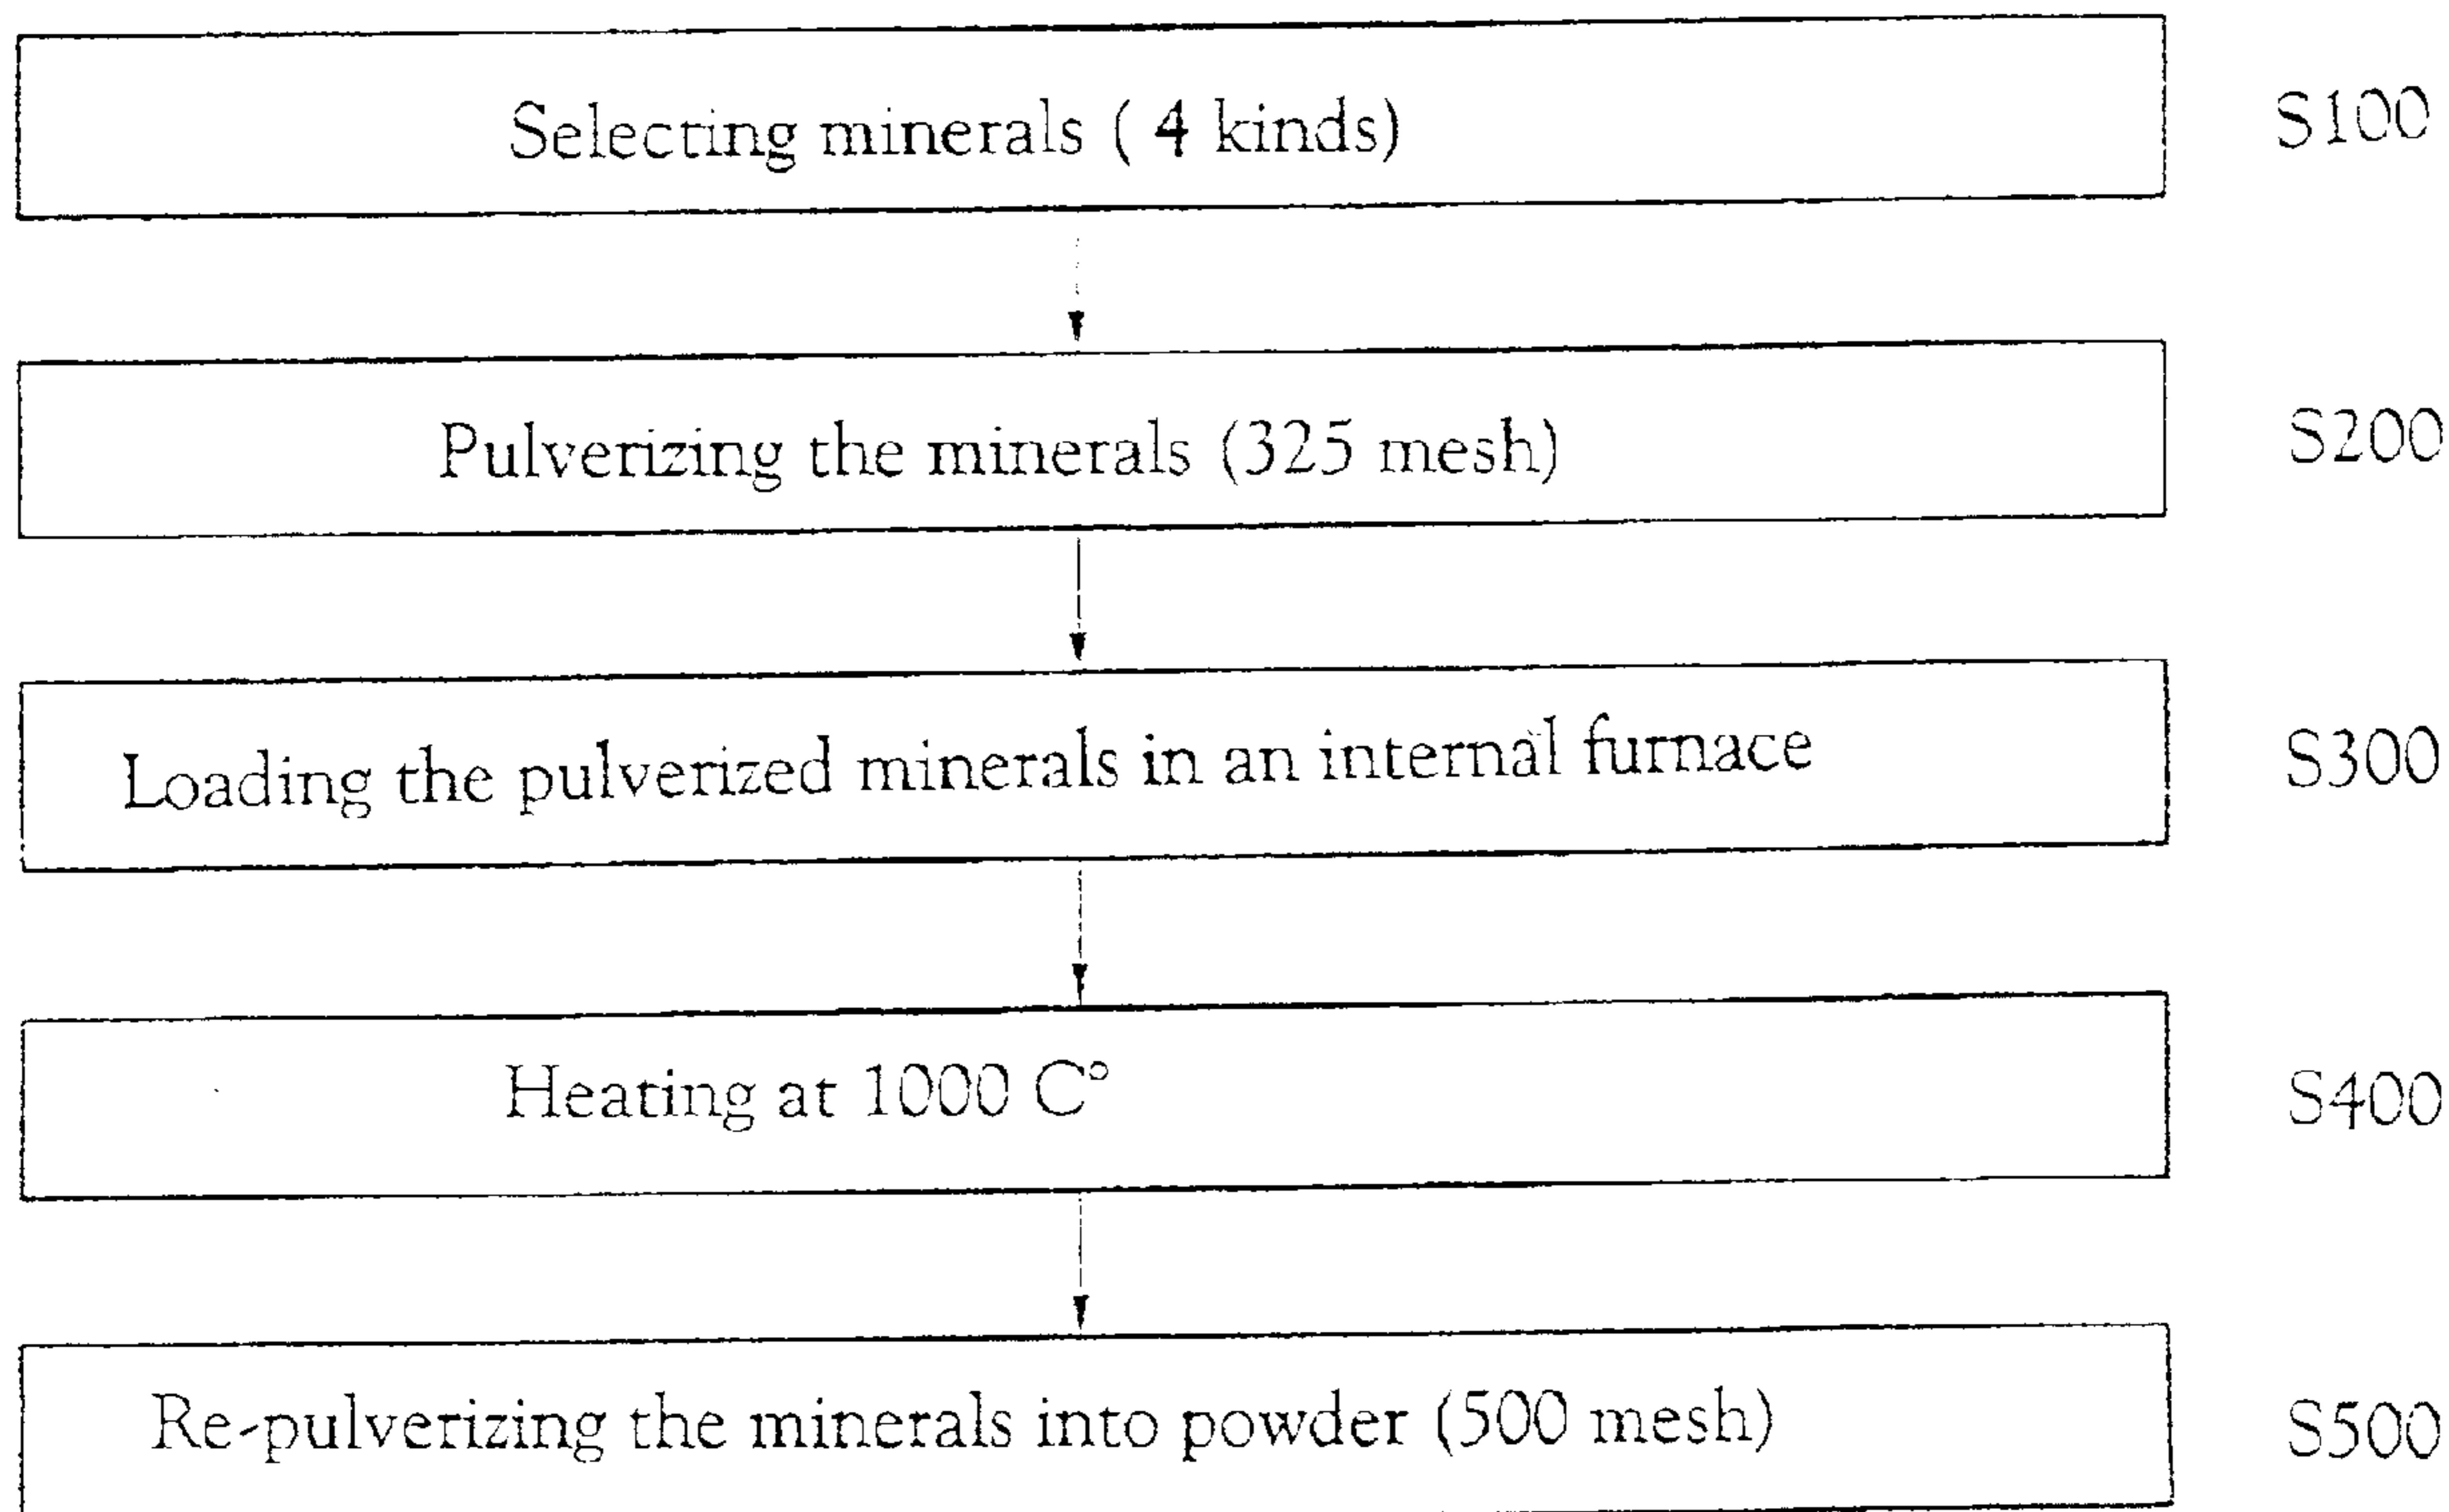 Selecting minerals ( 4 kinds)
S100
Pulverizing the minerals (325 mesh)
S200
Loading the pulverized minerals in an internal furnace
S300
Heating at 1000 C°
S400
Re-pulverizing the minerals into powder (500 mesh)
S500